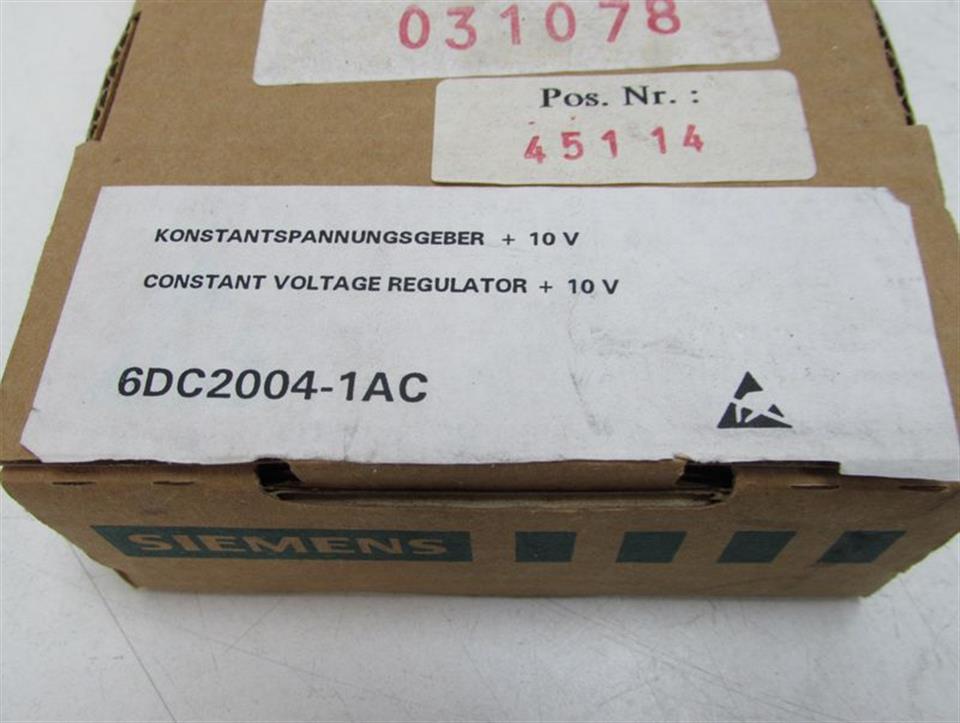 031078
Pos. Nr. :
45114
KONSTANTSPANNUNGSGEBER + 10 V
CONSTANT VOLTAGE REGULATOR + 10 V
6DC2004-1AC
SIEMENS